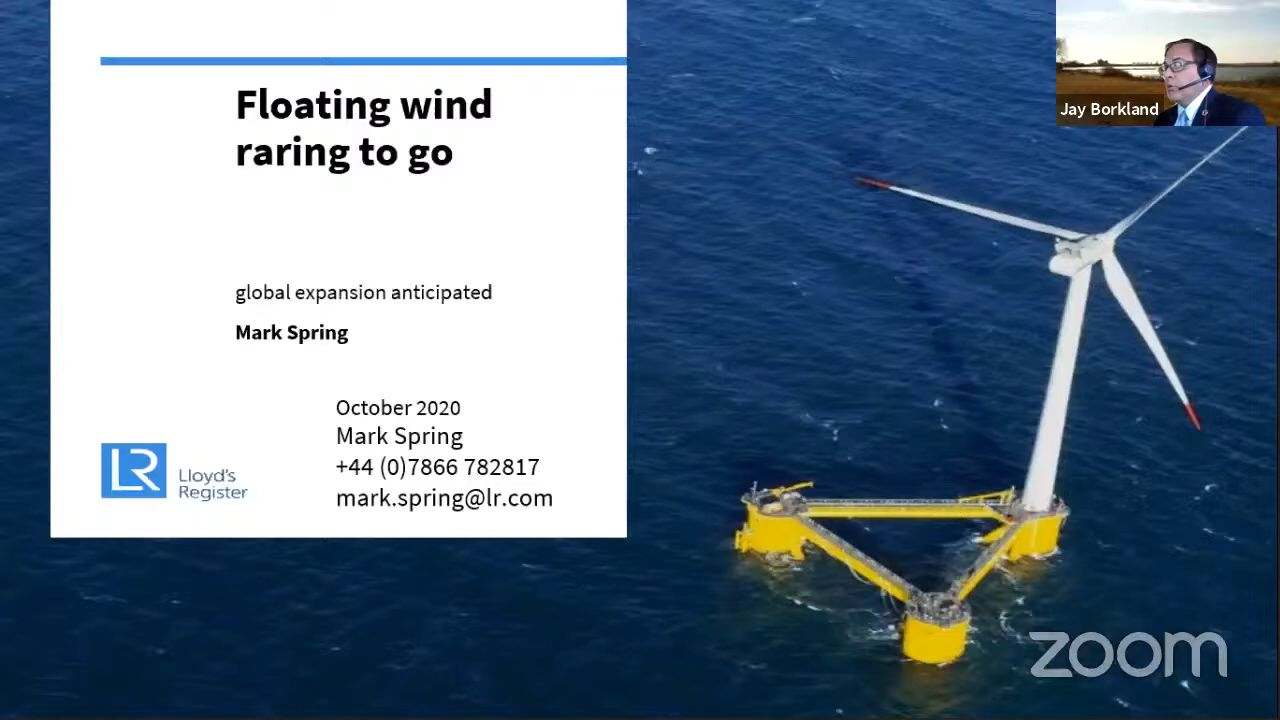 Floating wind
raring to go
global expansion anticipated
Mark Spring
October 2020
Mark Spring
+44 (0)7866 782817
mark.spring@lr.com
LR
Lloyd's
Register
Jay Borkland
zoom